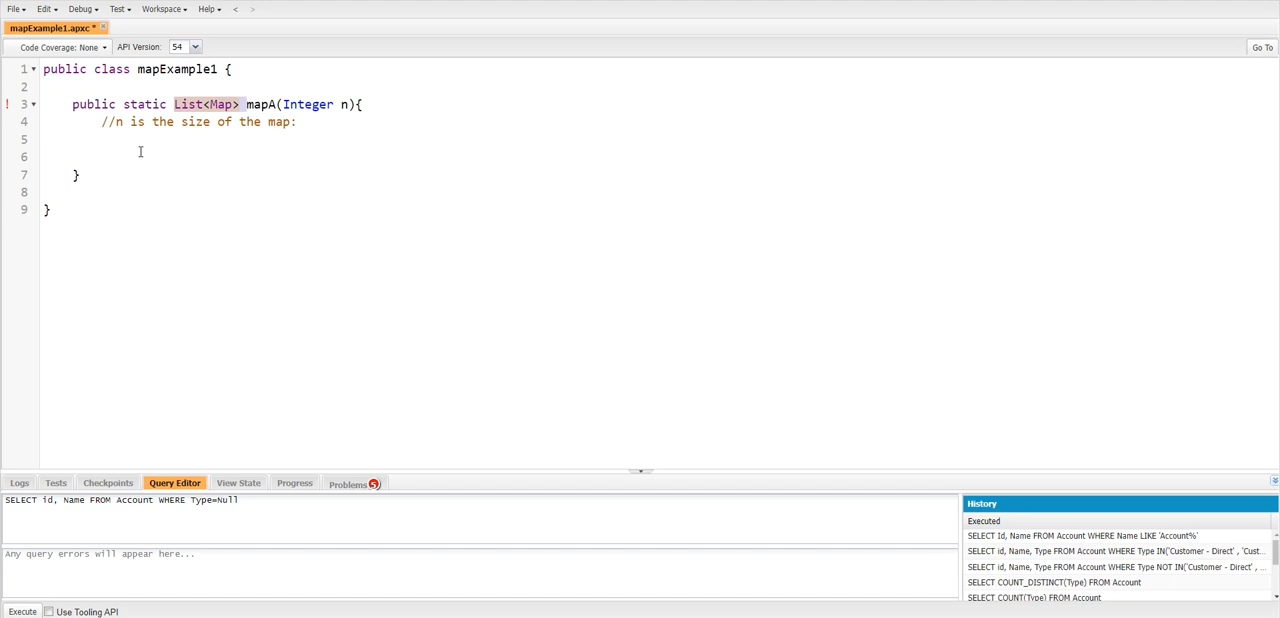 File Edit Debug Test Workspace Help < >
mapExample1.apxc *
Code Coverage: None API Version: 54 Go To
1 public class mapExample1 {
2
3 public static List<Map> mapA(Integer n){
4 //n is the size of the map:
5
6
7 }
8
9 }
Logs Tests Checkpoints Query Editor View State Progress Problems 5
SELECT id, Name FROM Account WHERE Type=Null
Any query errors will appear here...
History
Executed
SELECT Id, Name FROM Account WHERE Name LIKE 'Account%'
SELECT id, Name, Type FROM Account WHERE Type IN('Customer - Direct' , 'Cust...
SELECT id, Name, Type FROM Account WHERE Type NOT IN('Customer - Direct' , ...
SELECT COUNT_DISTINCT(Type) FROM Account
SELECT COUNT(Type) FROM Account
Execute Use Tooling API